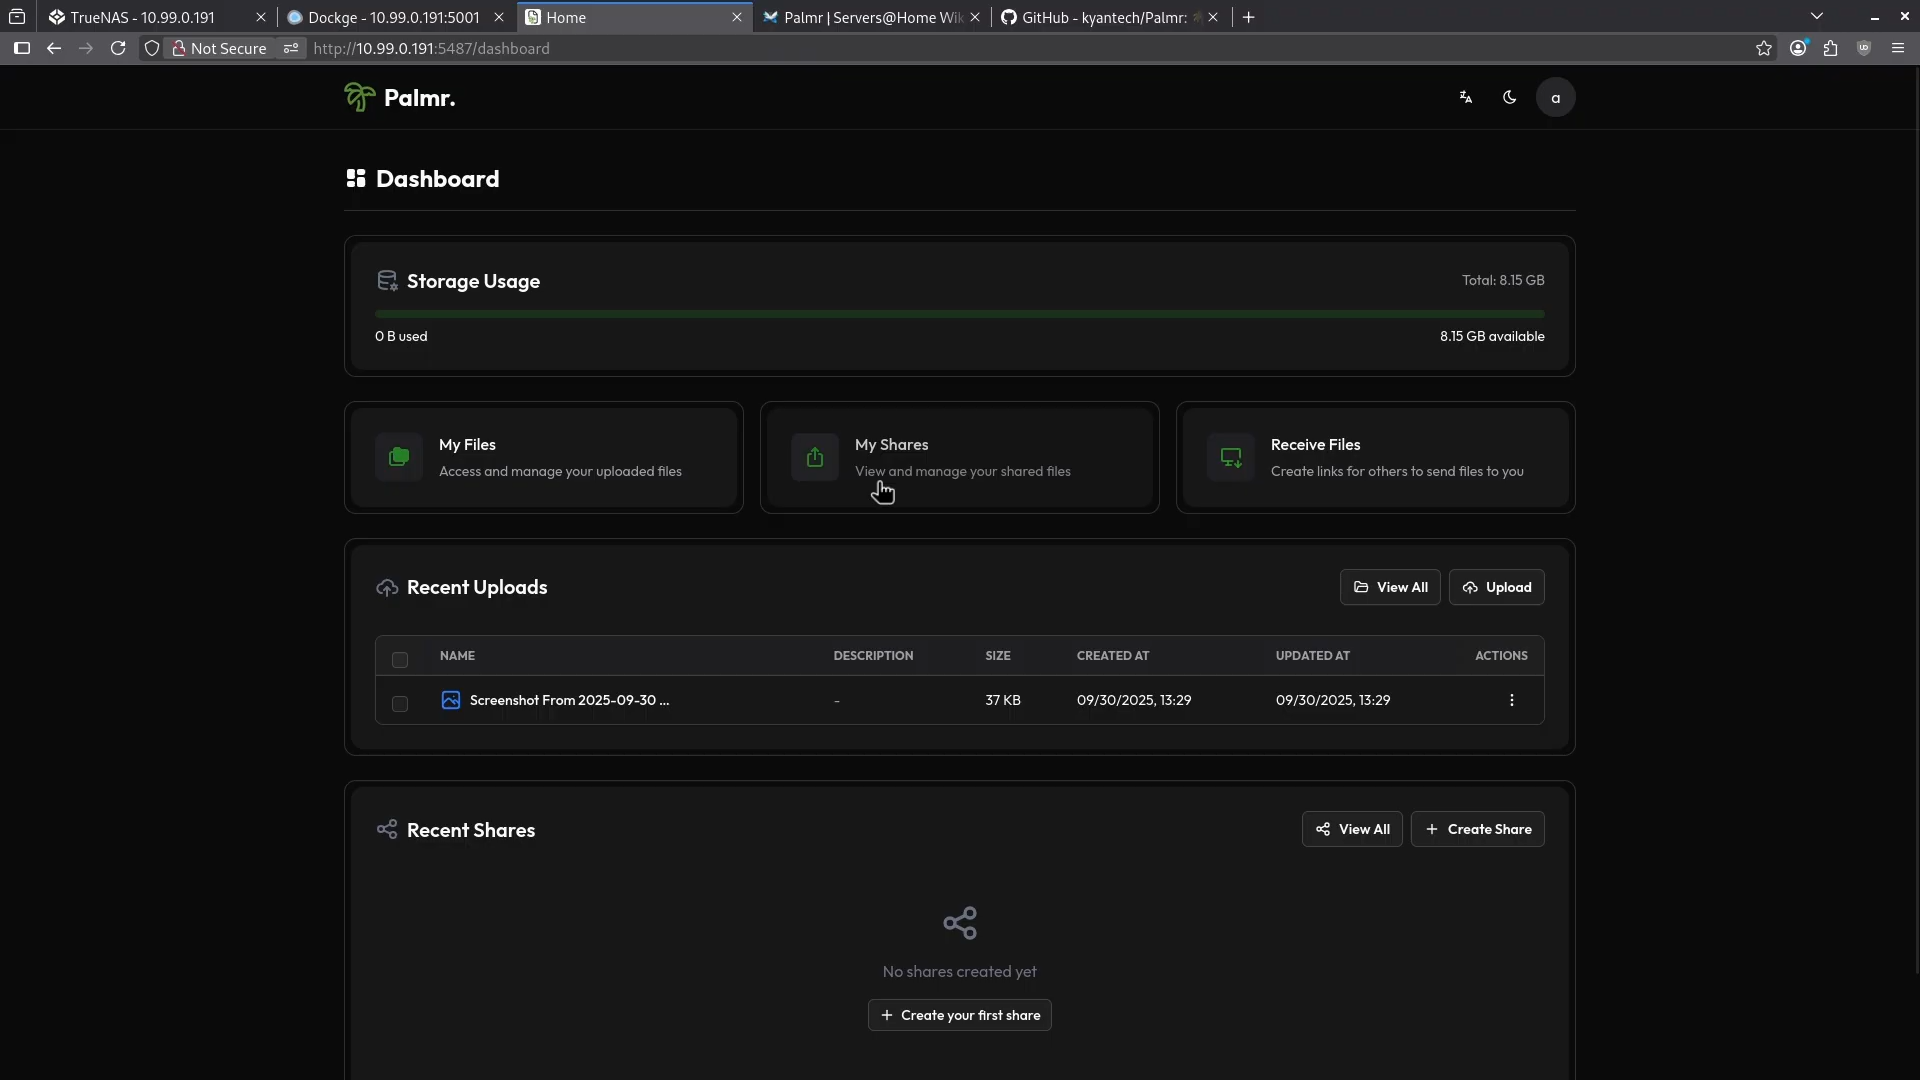 TrueNAS - 10.99.0.191
Dockge - 10.99.0.191:5001
Home
Palmr | Servers@Home Wik
GitHub - kyantech/Palmr:
Not Secure
http://10.99.0.191:5487/dashboard
Palmr.
a
Dashboard
Storage Usage
Total: 8.15 GB
0 B used
8.15 GB available
My Files
Access and manage your uploaded files
My Shares
View and manage your shared files
Receive Files
Create links for others to send files to you
Recent Uploads
View All
Upload
NAME DESCRIPTION SIZE CREATED AT UPDATED AT ACTIONS
Screenshot From 2025-09-30 ... - 37 KB 09/30/2025, 13:29 09/30/2025, 13:29
Recent Shares
View All
Create Share
No shares created yet
Create your first share